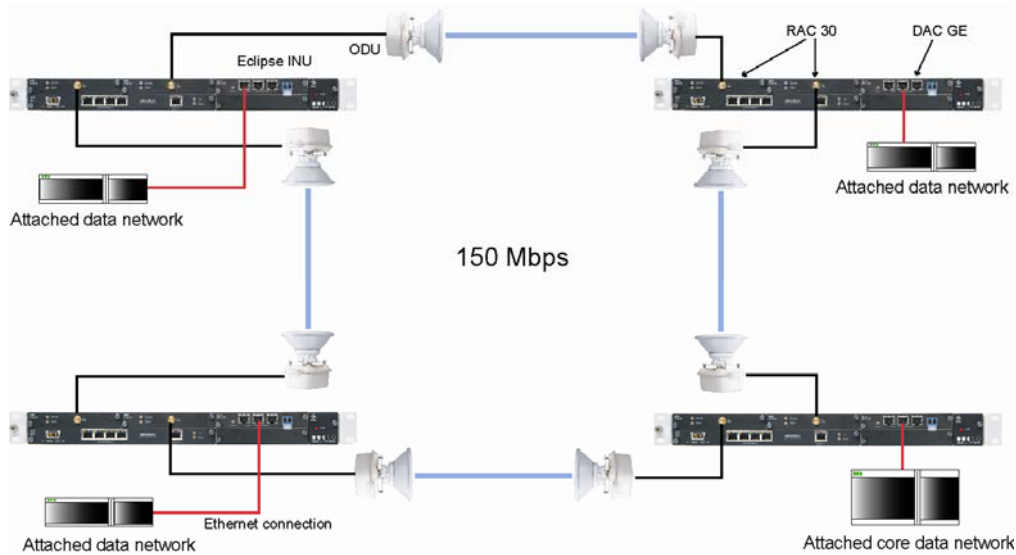 ODU
RAC 30
DAC GE
Eclipse INU
Attached data network
Attached data network
150 Mbps
Ethernet connection
Attached data network
Attached core data network